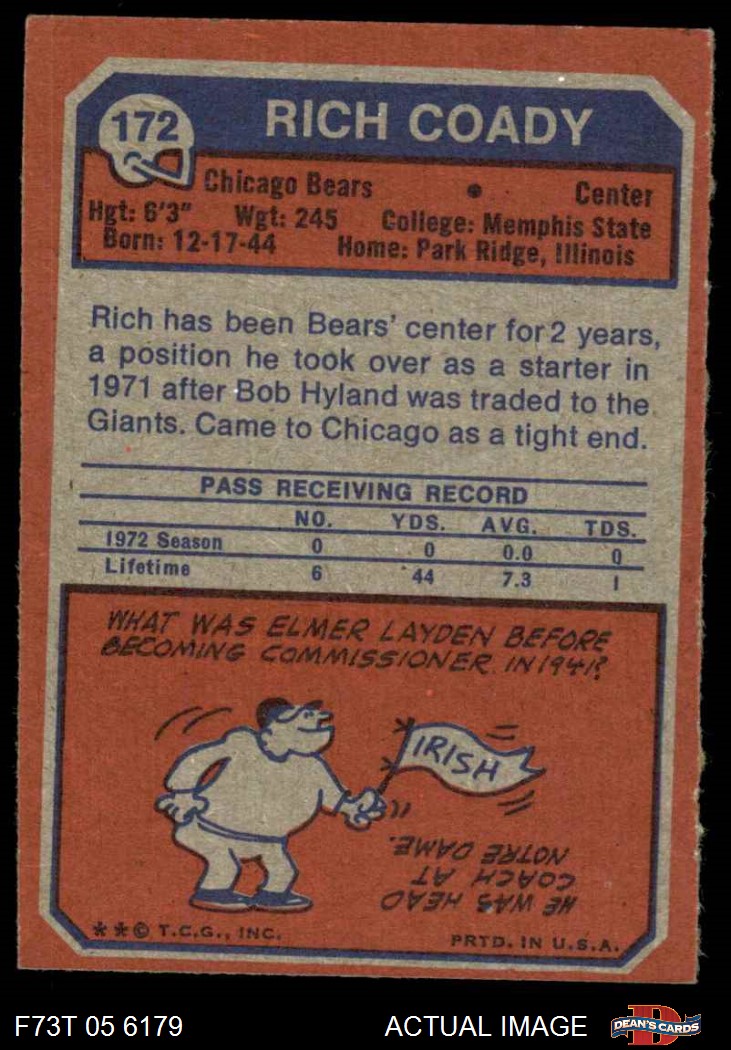 172
RICH COADY
Chicago Bears • Center
Hgt: 6'3" Wgt: 245 College: Memphis State
Born: 12-17-44 Home: Park Ridge, Illinois
Rich has been Bears' center for 2 years,
a position he took over as a starter in
1971 after Bob Hyland was traded to the
Giants. Came to Chicago as a tight end.
PASS RECEIVING RECORD
NO. YDS. AVG. TDS.
1972 Season 0 0 0.0 0
Lifetime 6 44 7.3 1
WHAT WAS ELMER LAYDEN BEFORE
BECOMING COMMISSIONER IN 1941?
IRISH
HE WAS HEAD
COACH AT
NOTRE DAME.
**© T.C.G., INC.
PRTD. IN U.S.A.
F73T 05 6179 ACTUAL IMAGE
D
DEAN'S CARDS